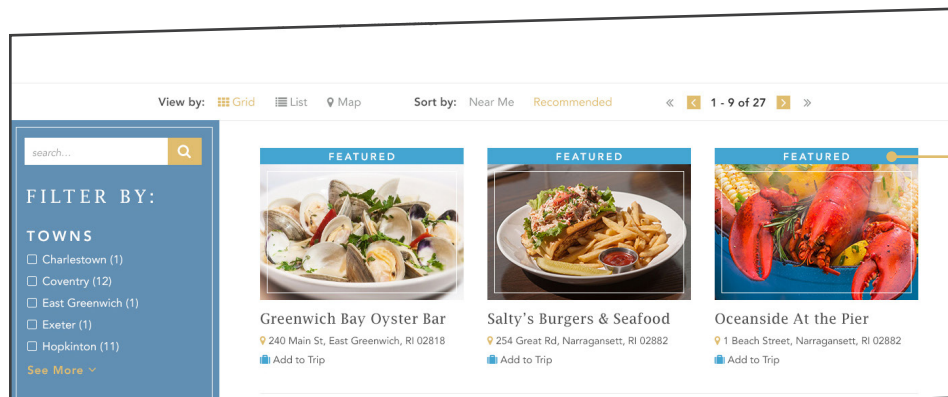 View by: Grid List Map Sort by: Near Me Recommended « < 1 - 9 of 27 > »
search...
FILTER BY:
TOWNS
Charlestown (1)
Coventry (12)
East Greenwich (1)
Exeter (1)
Hopkinton (11)
See More
FEATURED
Greenwich Bay Oyster Bar
240 Main St, East Greenwich, RI 02818
Add to Trip
FEATURED
Salty's Burgers & Seafood
254 Great Rd, Narragansett, RI 02882
Add to Trip
FEATURED
Oceanside At the Pier
1 Beach Street, Narragansett, RI 02882
Add to Trip